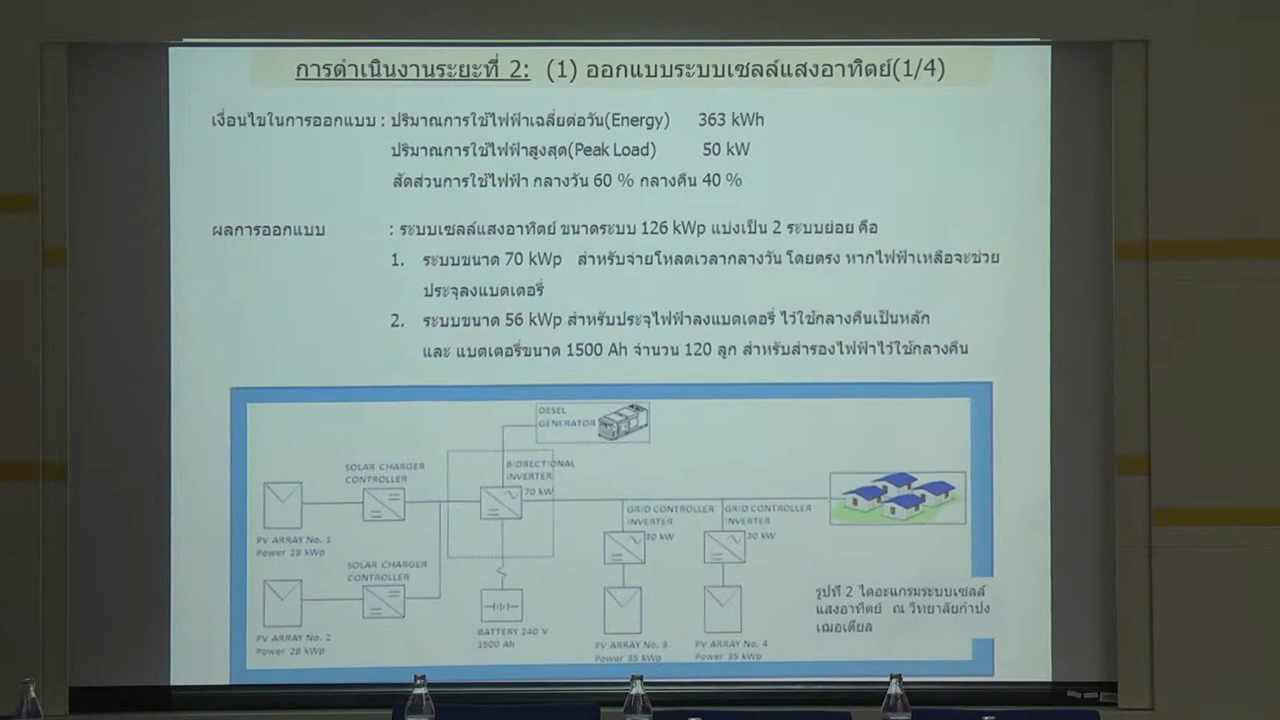 การดำเนินงานระยะที่ 2: (1) ออกแบบระบบเซลล์แสงอาทิตย์(1/4)
เงื่อนไขในการออกแบบ : ปริมาณการใช้ไฟฟ้าเฉลี่ยต่อวัน(Energy) 363 kWh
ปริมาณการใช้ไฟฟ้าสูงสุด(Peak Load) 50 kW
สัดส่วนการใช้ไฟฟ้า กลางวัน 60 % กลางคืน 40 %
ผลการออกแบบ : ระบบเซลล์แสงอาทิตย์ ขนาดระบบ 126 kWp แบ่งเป็น 2 ระบบย่อย คือ
1. ระบบขนาด 70 kWp สำหรับจ่ายโหลดเวลากลางวัน โดยตรง หากไฟฟ้าเหลือจะช่วย
ประจุลงแบตเตอรี่
2. ระบบขนาด 56 kWp สำหรับประจุไฟฟ้าลงแบตเตอรี่ ไว้ใช้กลางคืนเป็นหลัก
และ แบตเตอรี่ขนาด 1500 Ah จำนวน 120 ลูก สำหรับสำรองไฟฟ้าไว้ใช้กลางคืน
DESEL
GENERATOR
SOLAR CHARGER
CONTROLLER
BIDIRECTIONAL
INVERTER
70 kW
PV ARRAY No. 1
Power 28 kWp
SOLAR CHARGER
CONTROLLER
PV ARRAY No. 2
Power 28 kWp
BATTERY 240 V
1500 Ah
GRID CONTROLLER
INVERTER
30 kW
PV ARRAY No. 3
Power 35 kWp
GRID CONTROLLER
INVERTER
30 kW
PV ARRAY No. 4
Power 35 kWp
รูปที่ 2 ไดอะแกรมระบบเซลล์
แสงอาทิตย์ ณ วิทยาลัยกำปง
เฌอเตียล